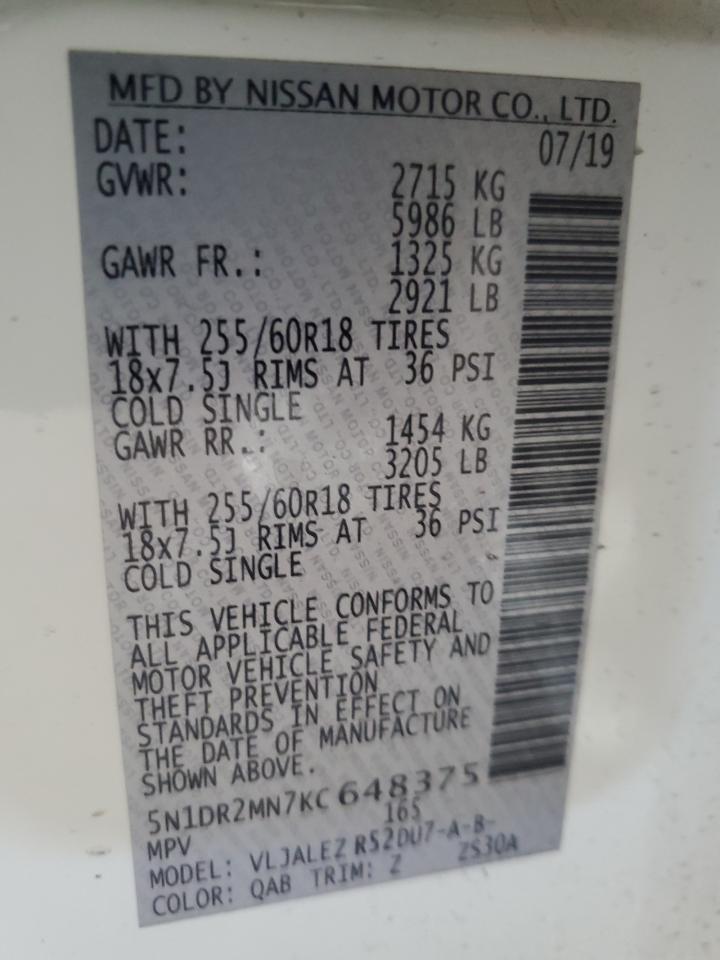 MFD BY NISSAN MOTOR CO., LTD.
DATE: 07/19
GVWR: 2715 KG
5986 LB
GAWR FR.: 1325 KG
2921 LB
WITH 255/60R18 TIRES
18x7.5J RIMS AT 36 PSI
COLD SINGLE
GAWR RR.: 1454 KG
3205 LB
WITH 255/60R18 TIRES
18x7.5J RIMS AT 36 PSI
COLD SINGLE
THIS VEHICLE CONFORMS TO
ALL APPLICABLE FEDERAL
MOTOR VEHICLE SAFETY AND
THEFT PREVENTION
STANDARDS IN EFFECT ON
THE DATE OF MANUFACTURE
SHOWN ABOVE.
5N1DR2MN7KC648375
MPV 165
MODEL: VLJALEZ R52DU7-A-B-
COLOR: QAB TRIM: Z ZS30A